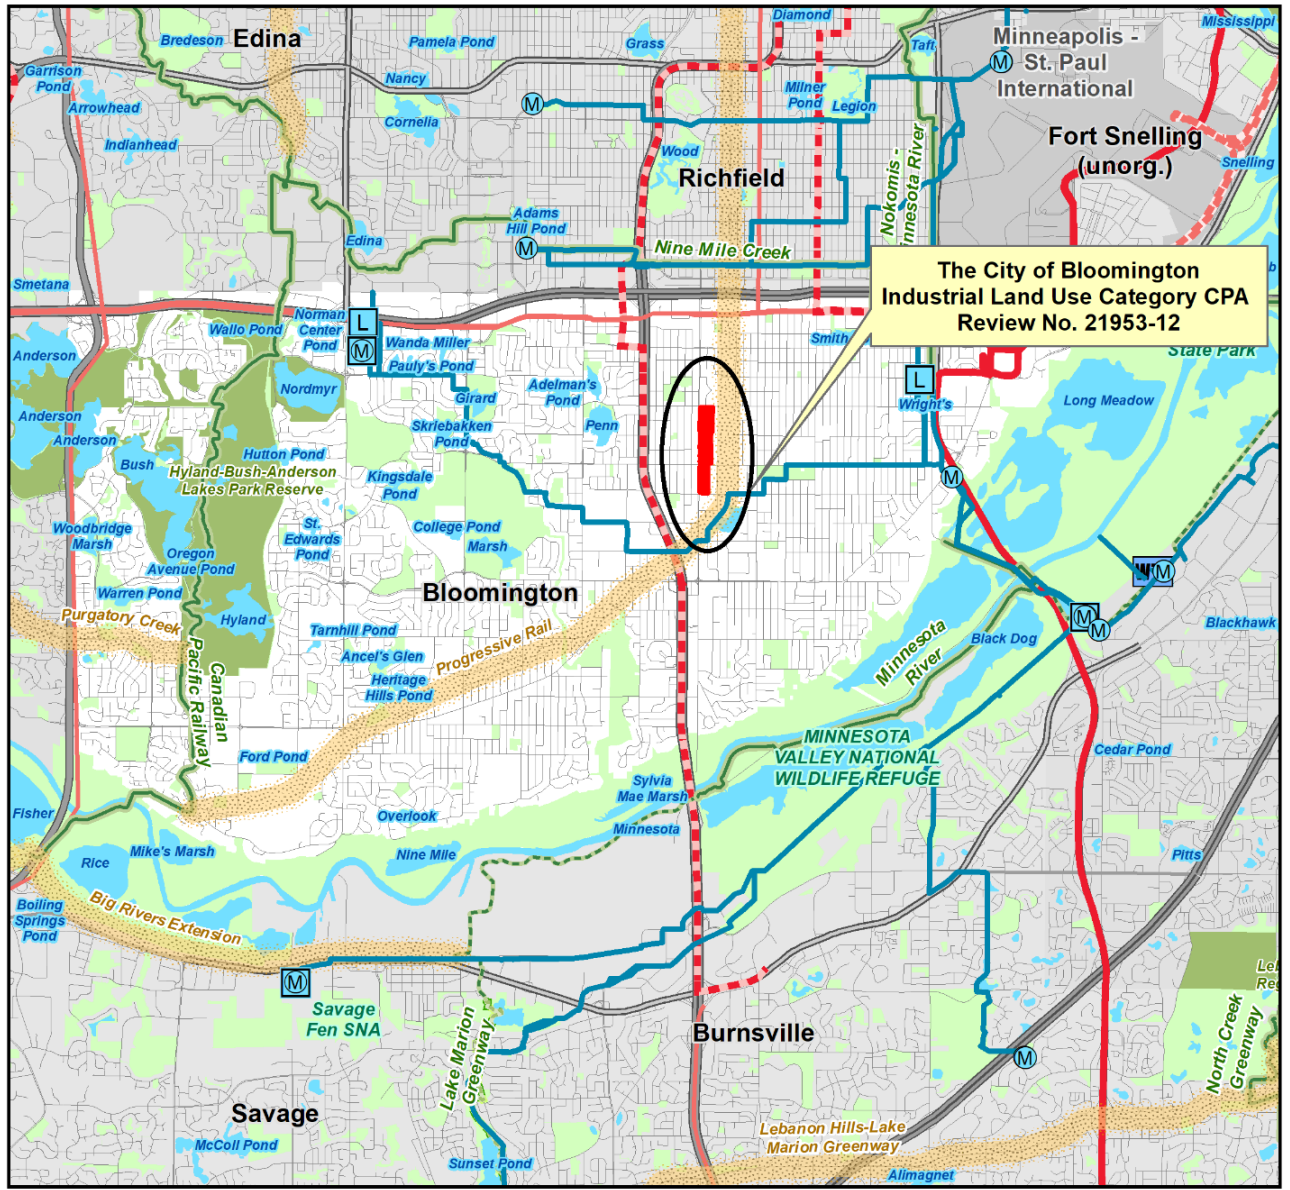 Diamond
Mississippi
Bredeson
Edina
Pamela Pond
Grass
Taft
Minneapolis -
St. Paul
International
Garrison
Pond
Nancy
Arrowhead
Milner
Pond
Legion
M
M
Cornelia
Indianhead
Wood
Fort Snelling
(unorg.)
Snelling
Richfield
Nokomis -
nnesota River
Adams
Hill Pond
Edina
M
Nine Mile Creek
b
The City of Bloomington
Industrial Land Use Category CPA
Review No. 21953-12
Smetana
Norman
Center
Pond
L
M
Wallo Pond
Wanda Miller
Pauly's Pond
Smith
State Park
Anderson
Nordmyr
Girard
Adelman's
Pond
L
Wright's
Long Meadow
Anderson
Anderson
Skriebakken
Pond
Penn
Bush
Hutton Pond
Hyland-Bush-Anderson
Lakes Park Reserve
Kingsdale
Pond
M
Woodbridge
Marsh
St.
Edwards
Pond
College Pond
Marsh
Oregon
Avenue Pond
Warren Pond
Bloomington
M
M
M
Purgatory Creek
Hyland
Tarnhill Pond
Ancel's Glen
Heritage
Hills Pond
Progressive Rail
Canadian
Pacific Railway
Minnesota
River
Black Dog
Blackhawk
Ford Pond
MINNESOTA
VALLEY NATIONAL
WILDLIFE REFUGE
Cedar Pond
Sylvia
Mae Marsh
Fisher
Overlook
Minnesota
Rice
Mike's Marsh
Nine Mile
Pitts
Boiling
Springs
Pond
Big Rivers Extension
M
Savage
Fen SNA
Lake Marion
Greenway
Burnsville
M
North Creek
Greenway
Savage
McColl Pond
Sunset Pond
Lebanon Hills-Lake
Marion Greenway
Alimagnet